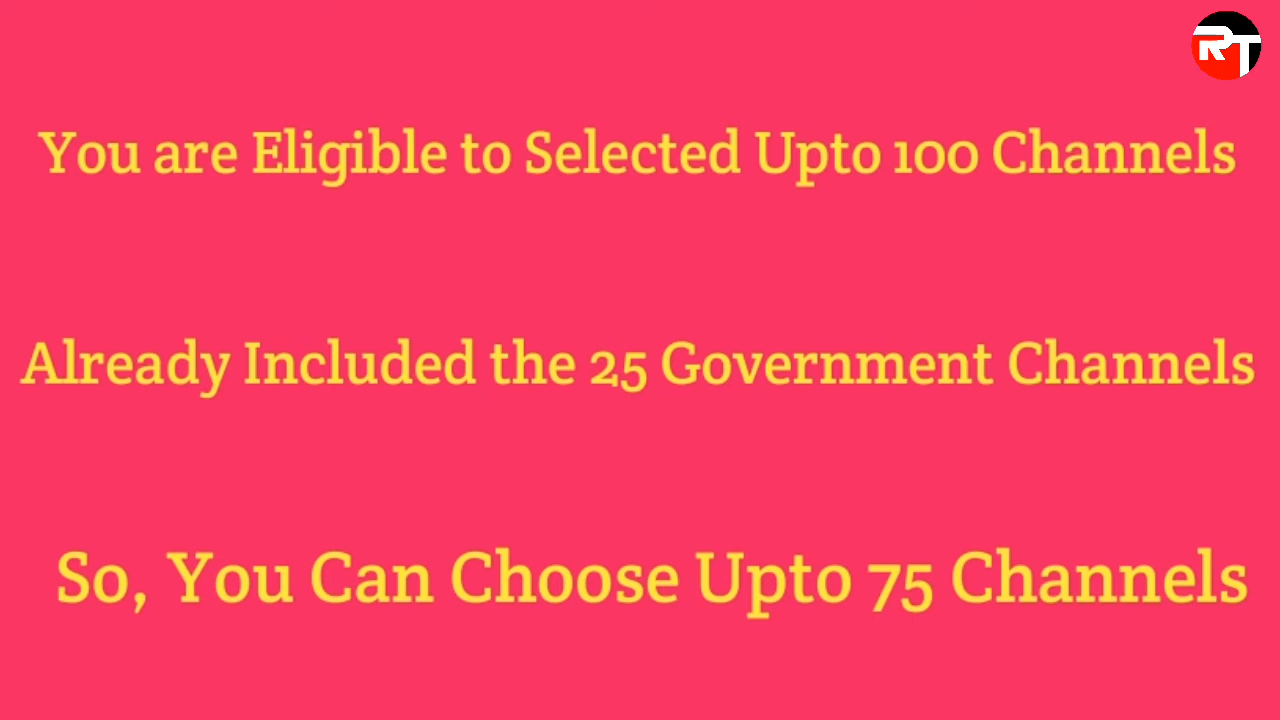 RT
You are Eligible to Selected Upto 100 Channels
Already Included the 25 Government Channels
So, You Can Choose Upto 75 Channels